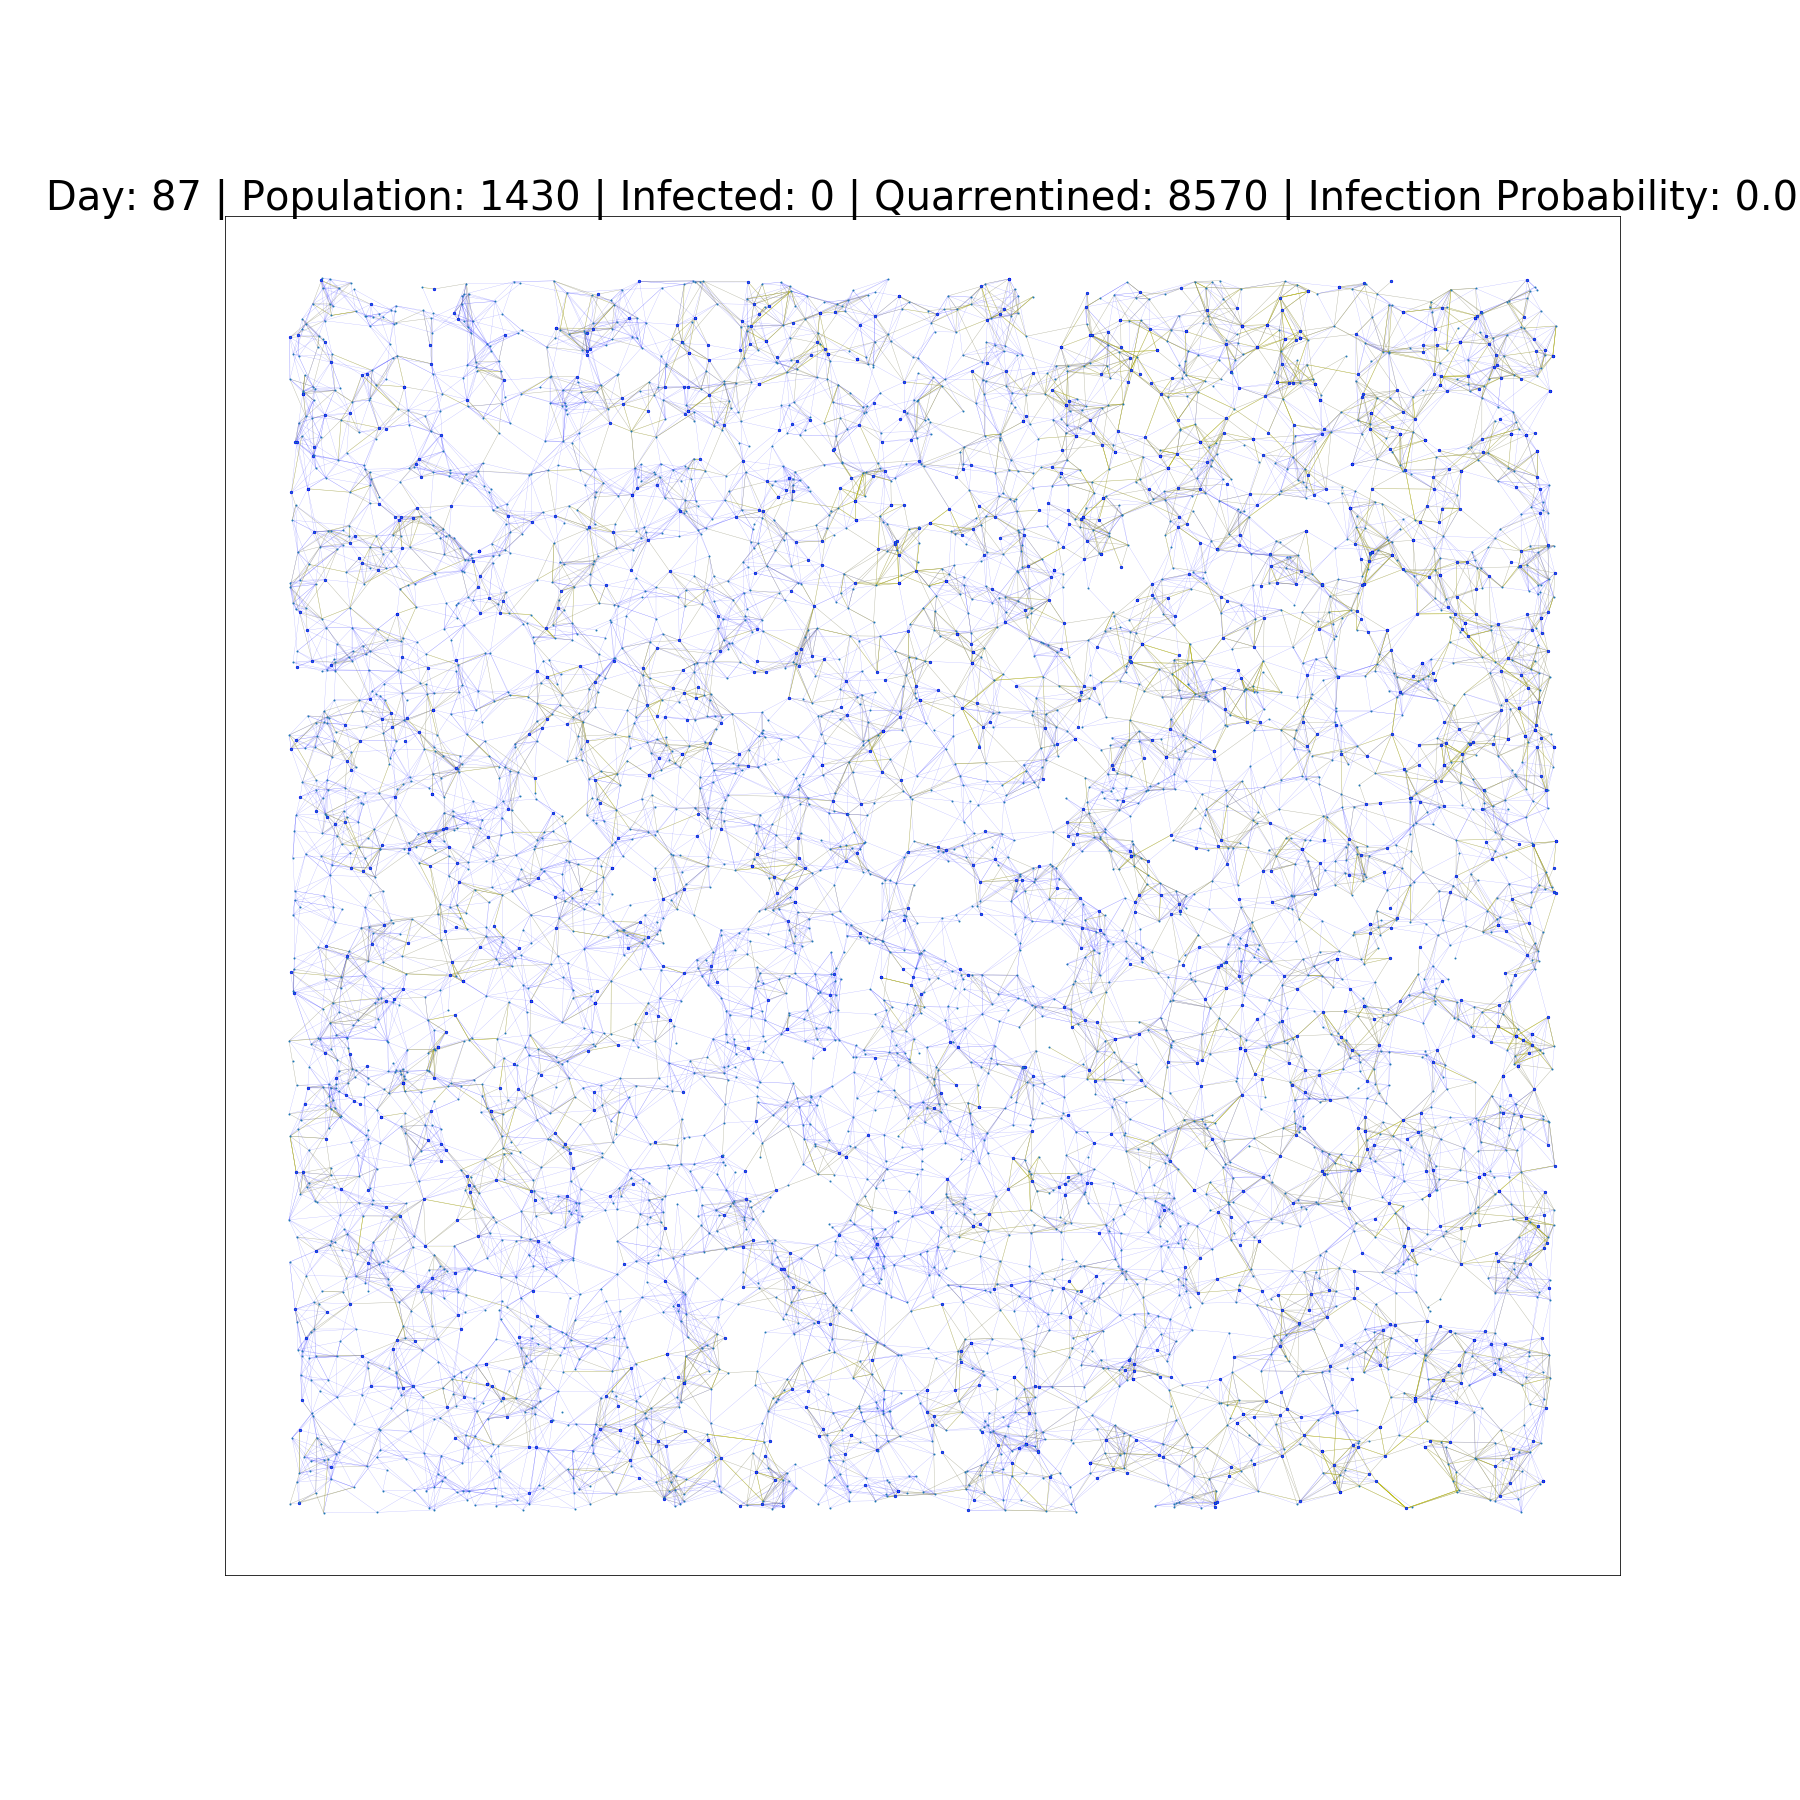 Day: 87 | Population: 1430 | Infected: 0 | Quarrentined: 8570 | Infection Probability: 0.0